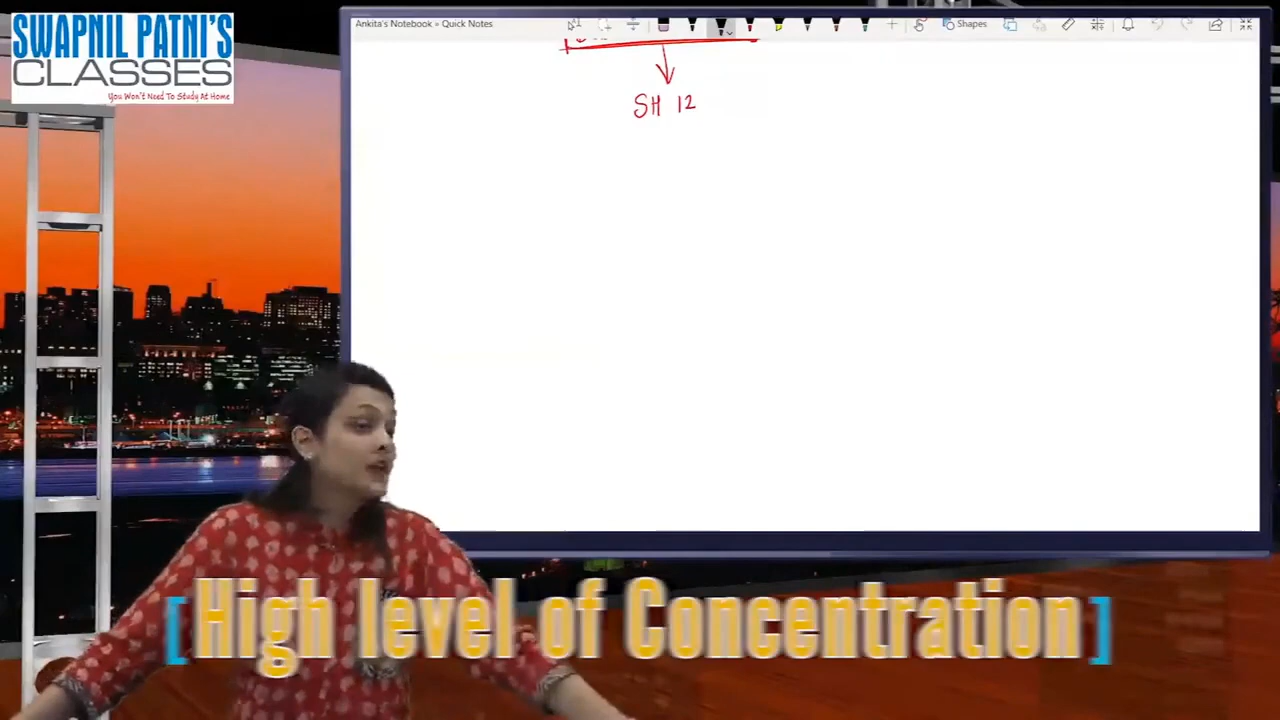 SWAPNIL PATNI'S
CLASSES
You Won't Need To Study At Home
Ankita's Notebook » Quick Notes
Shapes
SH 12
[High level of Concentration]